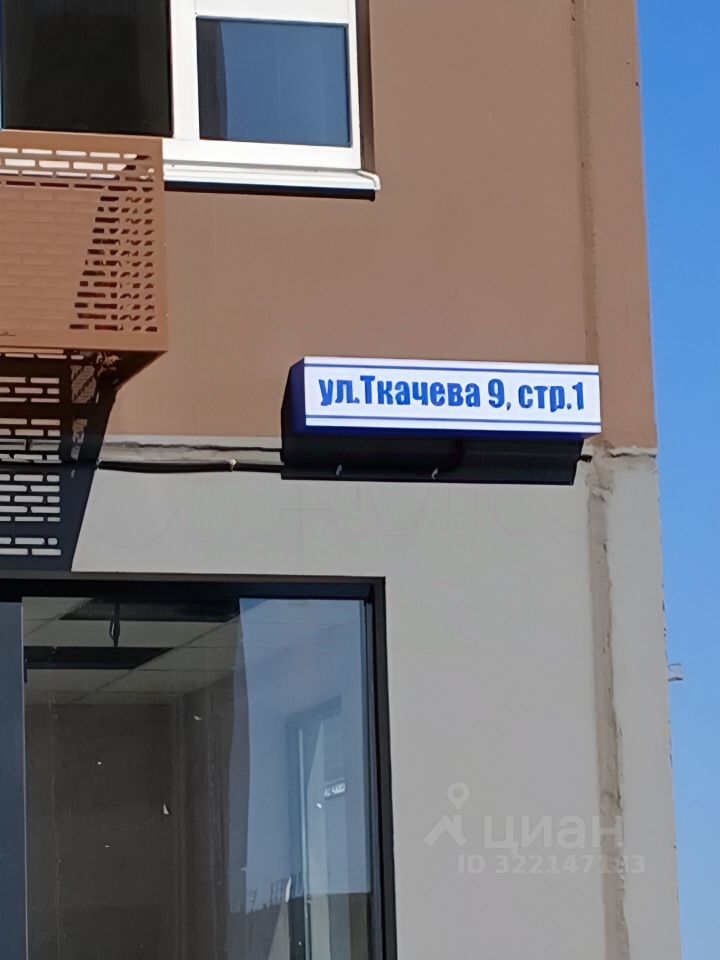 ул.Ткачева 9, стр.1
циан
ID 322147183